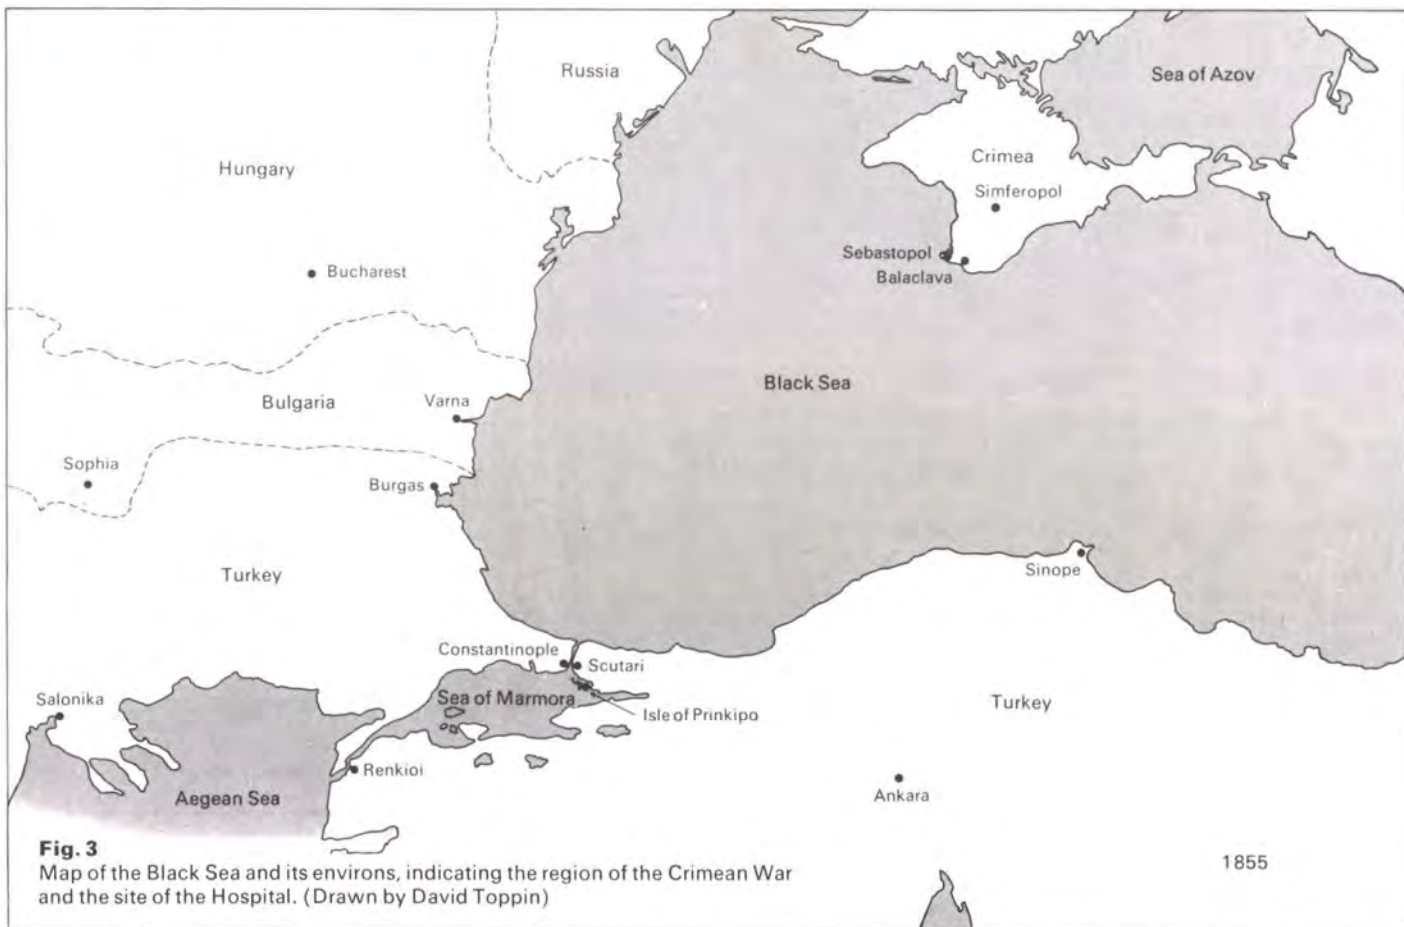 Russia
Sea of Azov
Hungary
Crimea
Simferopol
Sebastopol
Balaclava
Bucharest
Black Sea
Bulgaria
Varna
Sophia
Burgas
Turkey
Sinope
Constantinople
Scutari
Sea of Marmora
Isle of Prinkipo
Turkey
Salonika
Renkioi
Aegean Sea
Ankara
Fig. 3
Map of the Black Sea and its environs, indicating the region of the Crimean War
and the site of the Hospital. (Drawn by David Toppin)
1855